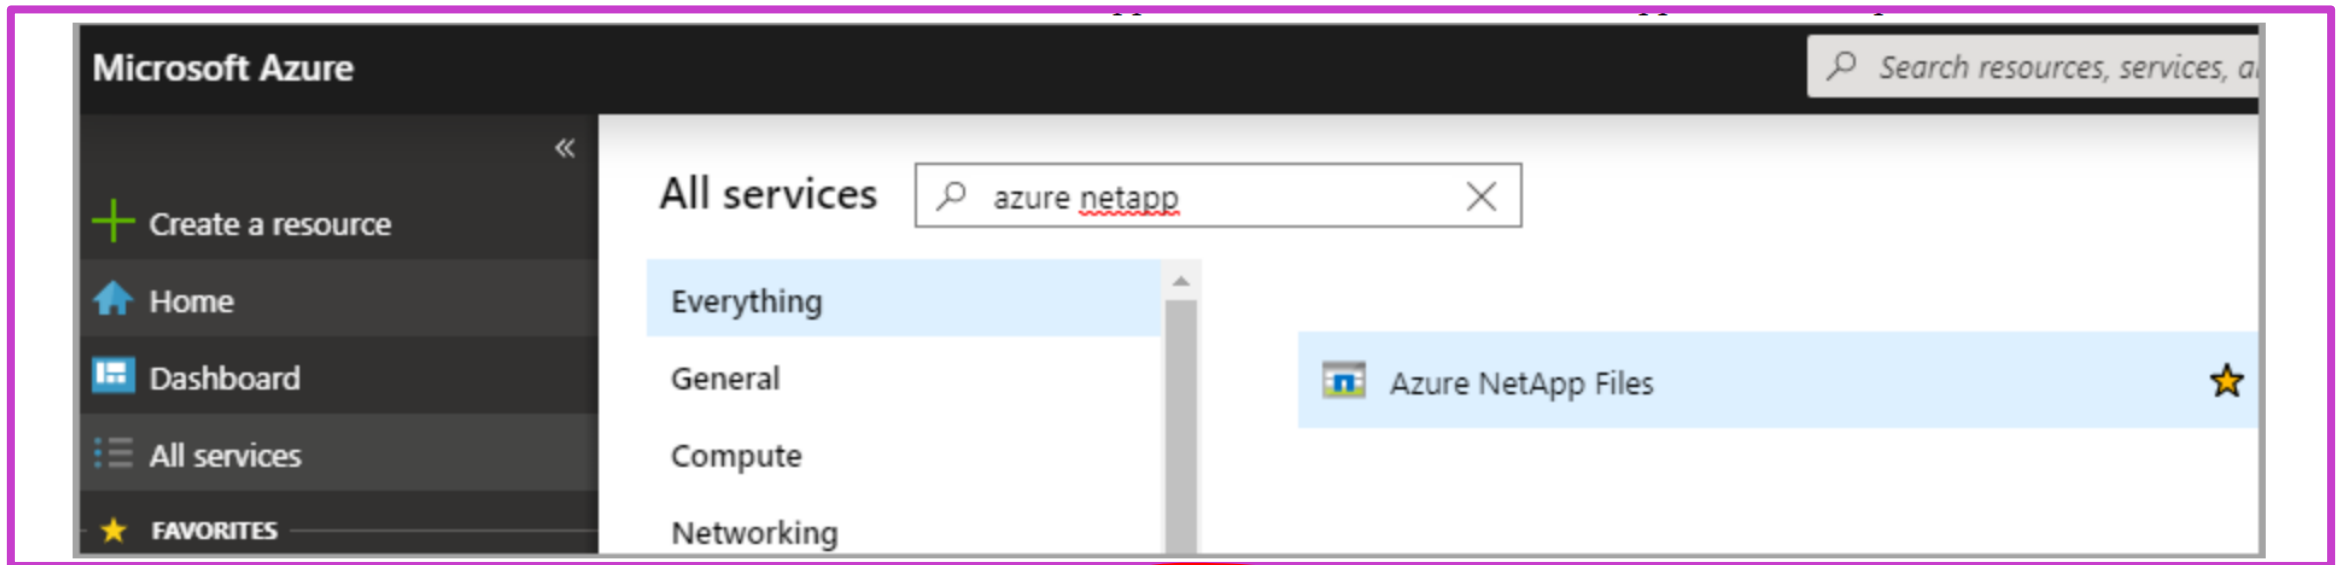 Microsoft Azure
Search resources, services,
«
Create a resource
Home
Dashboard
All services
FAVORITES
All services
azure netapp
Everything
General
Compute
Networking
Azure NetApp Files